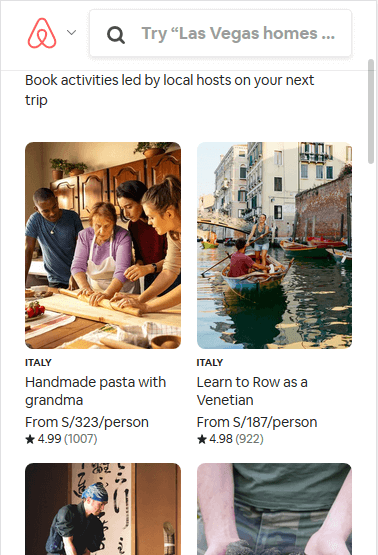 Try “Las Vegas homes ...
Book activities led by local hosts on your next
trip
ITALY
Handmade pasta with
grandma
From S/323/person
★ 4.99 (1007)
ITALY
Learn to Row as a
Venetian
From S/187/person
★ 4.98 (922)